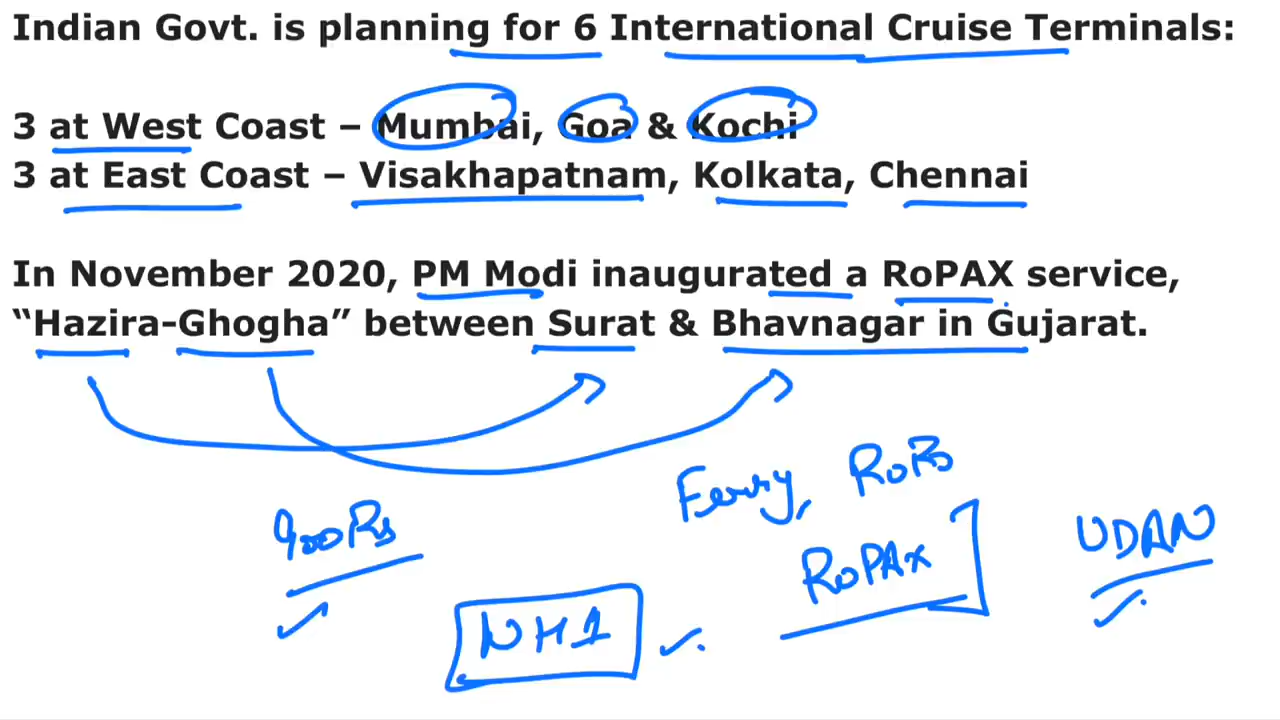 Indian Govt. is planning for 6 International Cruise Terminals:
3 at West Coast – Mumbai, Goa & Kochi
3 at East Coast – Visakhapatnam, Kolkata, Chennai
In November 2020, PM Modi inaugurated a RoPAX service,
“Hazira-Ghogha” between Surat & Bhavnagar in Gujarat.
Ferry, RoRo
900Rs
RoPAx
UDAN
NH1